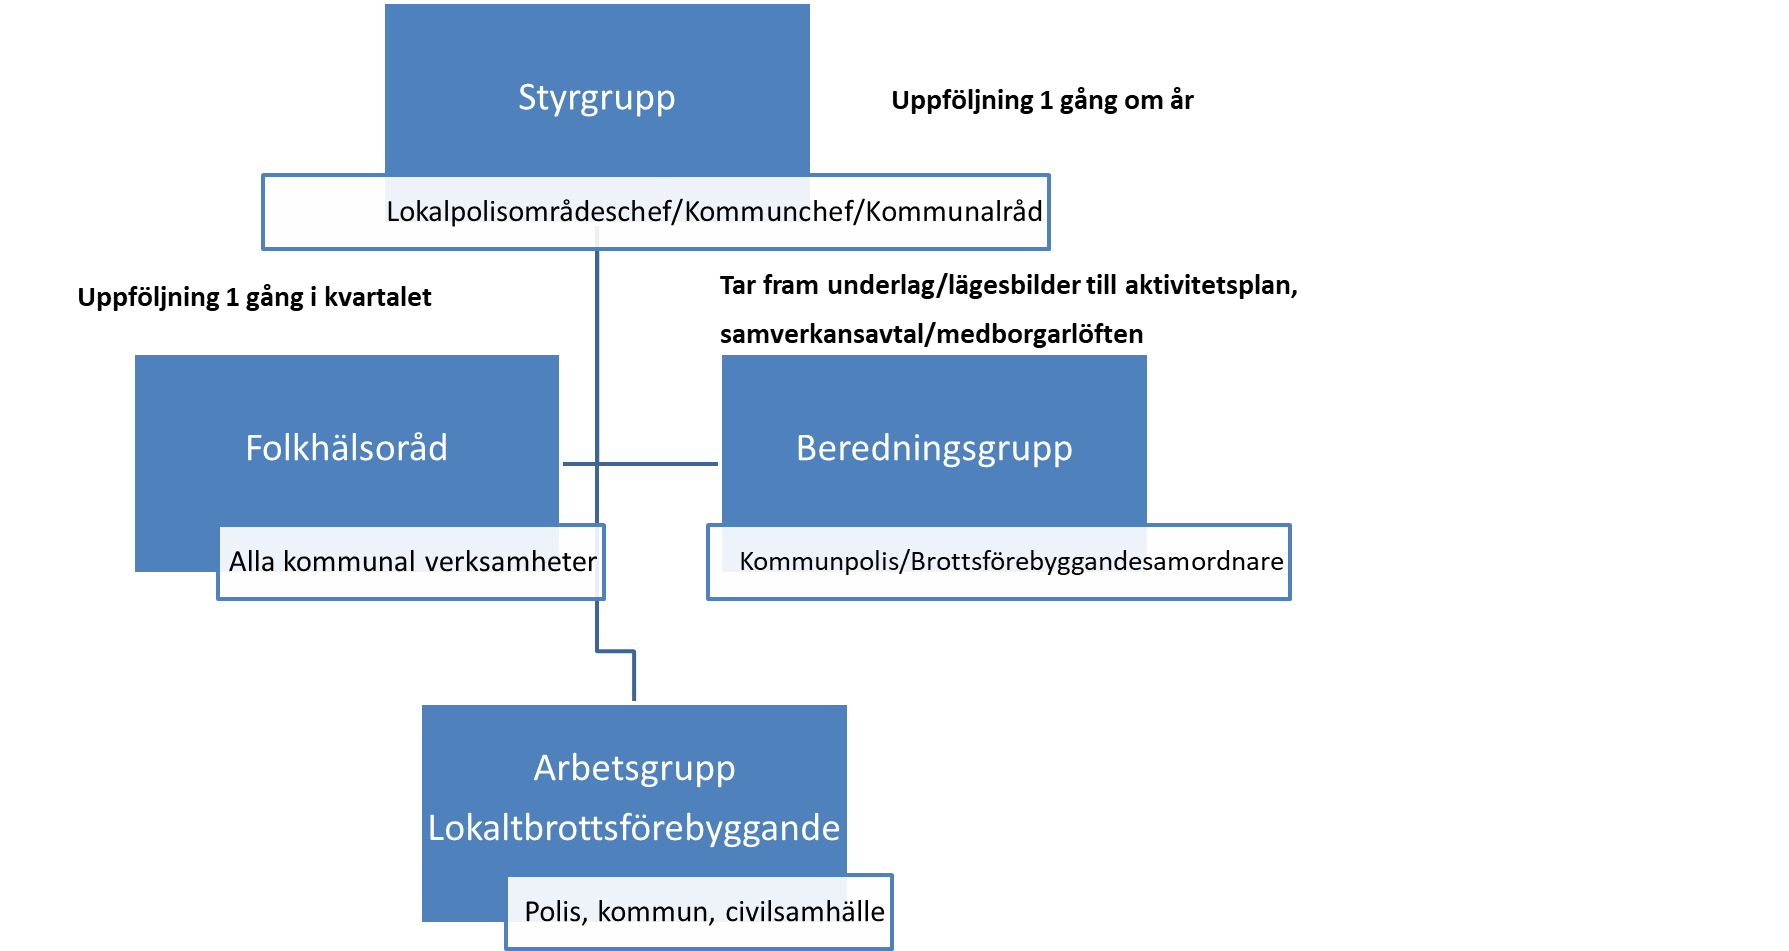 Styrgrupp
Uppföljning 1 gång om år
Lokalpolisområdeschef/Kommunchef/Kommunalråd
Uppföljning 1 gång i kvartalet
Tar fram underlag/lägesbilder till aktivitetsplan,
samverkansavtal/medborgarlöften
Folkhälsoråd
Beredningsgrupp
Alla kommunal verksamheter
Kommunpolis/Brottsförebyggandesamordnare
Arbetsgrupp
Lokaltbrottsförebyggande
Polis, kommun, civilsamhälle